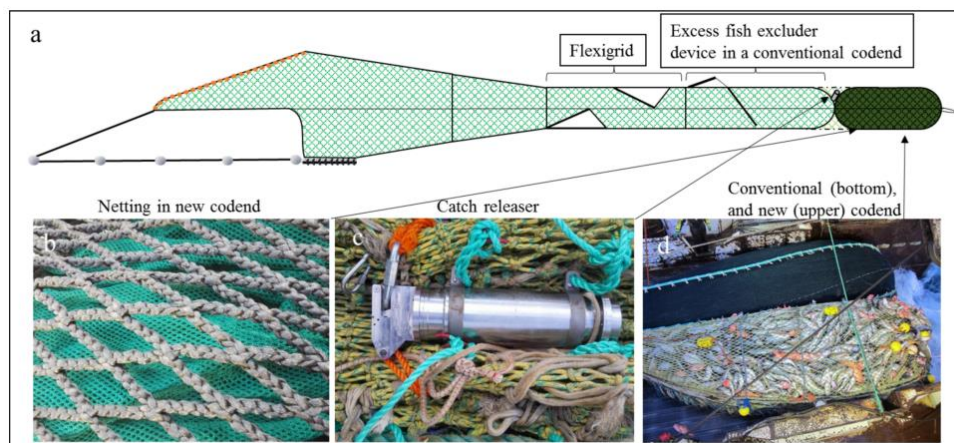 a
Flexigrid
Excess fish excluder
device in a conventional codend
Netting in new codend
Catch releaser
Conventional (bottom),
and new (upper) codend
b
c
d